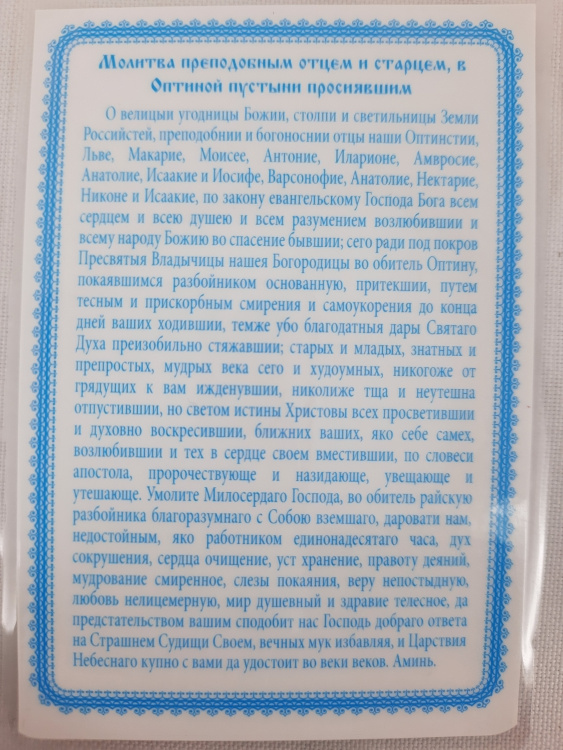 Молитва преподобным отцем и старцем, в
Оптиной пустыни просиявшим
О велицыи угодницы Божии, столпи и светильницы Земли
Российстей, преподобнии и богоноснии отцы наши Оптинстии,
Льве, Макарие, Моисее, Антоние, Иларионе, Амвросие,
Анатолие, Исаакие и Иосифе, Варсонофие, Анатолие, Нектарие,
Никоне и Исаакие, по закону евангельскому Господа Бога всем
сердцем и всею душею и всем разумением возлюбившии и
всему народу Божию во спасение бывшии; сего ради под покров
Пресвятыя Владычицы нашея Богородицы во обитель Оптину,
покаявшимся разбойником основанную, притекшии, путем
тесным и прискорбным смирения и самоукорения до конца
дней ваших ходившии, темже убо благодатныя дары Святаго
Духа преизобильно стяжавшии; старых и младых, знатных и
препростых, мудрых века сего и худоумных, никогоже от
грядущих к вам ижденувшии, николиже тща и неутешна
отпустившии, но светом истины Христовы всех просветившии
и духовно воскресившии, ближних ваших, яко себе самех,
возлюбившии и тех в сердце своем вместившии, по словеси
апостола, пророчествующе и назидающе, увещающе и
утешающе. Умолите Милосердаго Господа, во обитель райскую
разбойника благоразумнаго с Собою вземшаго, даровати нам,
недостойным, яко работником единонадесятаго часа, дух
сокрушения, сердца очищение, уст хранение, правоту деяний,
мудрование смиренное, слезы покаяния, веру непостыдную,
любовь нелицемерную, мир душевный и здравие телесное, да
предстательством вашим сподобит нас Господь добраго ответа
на Страшнем Судищи Своем, вечных мук избавляя, и Царствия
Небеснаго купно с вами да удостоит во веки веков. Аминь.